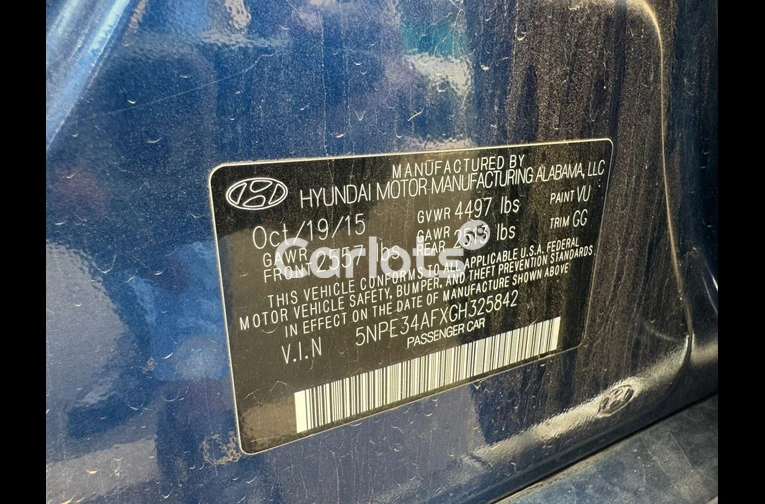 MANUFACTURED BY
HYUNDAI MOTOR MANUFACTURING ALABAMA, LLC
Oct/19/15 GVWR 4497 lbs PAINT VU
GAWR FRONT 2557 lbs GAWR REAR 2513 lbs TRIM GG
Carlots®
THIS VEHICLE CONFORMS TO ALL APPLICABLE U.S.A. FEDERAL
MOTOR VEHICLE SAFETY, BUMPER, AND THEFT PREVENTION STANDARDS
IN EFFECT ON THE DATE OF MANUFACTURE SHOWN ABOVE
V.I.N 5NPE34AFXGH325842
PASSENGER CAR